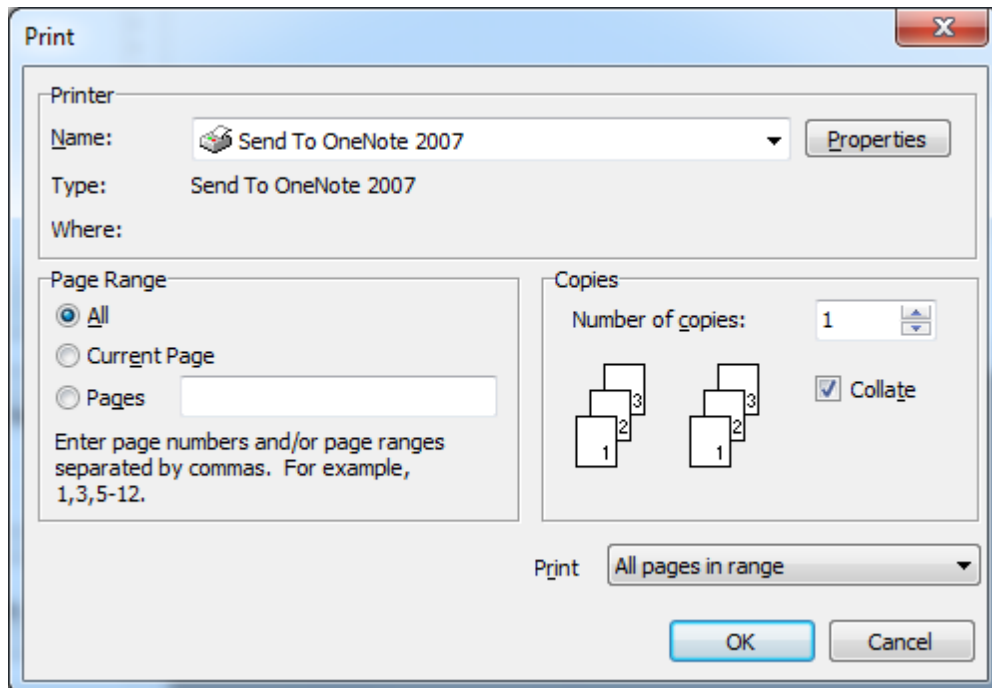 Print
Printer
Name: Send To OneNote 2007 Properties
Type: Send To OneNote 2007
Where:
Page Range
All
Current Page
Pages
Enter page numbers and/or page ranges
separated by commas. For example,
1,3,5-12.
Copies
Number of copies: 1
3 3
2 2
1 1
Collate
Print All pages in range
OK Cancel